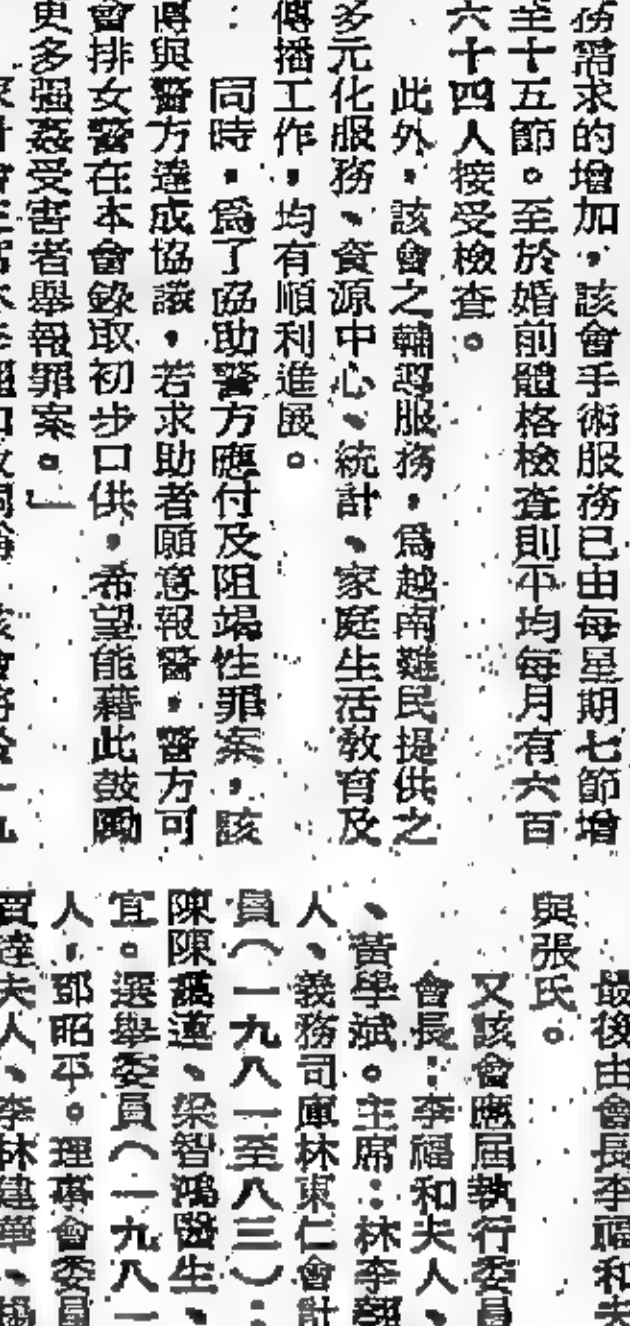 務需求的增加，該會手術服務已由每星期七節增
至十五節。至於婚前體格檢查則平均每月有六百
六十四人接受檢查。
此外，該會之輔導服務，爲越南難民提供之
多元化服務、資源中心、統計、家庭生活教育及
傳播工作，均有順利進展。
同時，爲了協助警方應付及阻場性罪案，該
會與警方達成協議，若求助者願意報警，警方可
會排女警在本會錄取初步口供，希望能藉此鼓勵
更多强姦受害者舉報罪案。」
最後由會長李福和夫
與張氏。
又該會應屆執行委員
會長：李福和夫人、
、黃學斌。主席：林李翹
人、義務司庫林東仁會計
員（一九八一至八三）：
陳陳、梁智鴻醫生、
宜。選舉委員（一九八一
人，鄧昭平。理事會委員
賈達夫人、李林建華、楊